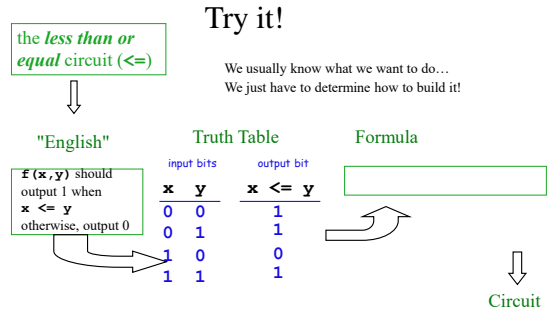 Try it!
the less than or
equal circuit (<=)
We usually know what we want to do…
We just have to determine how to build it!
"English"
Truth Table
Formula
input bits
output bit
f(x,y) should
output 1 when
x <= y
otherwise, output 0
x y x <= y
0 0 1
0 1 1
1 0 0
1 1 1
Circuit